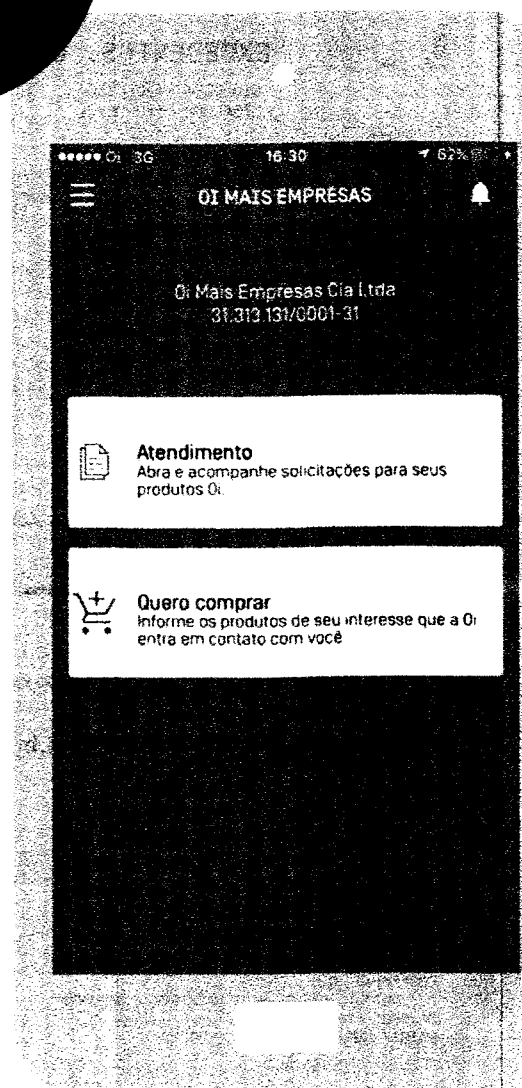 Oi 3G 16:30 62%
OI MAIS EMPRESAS
Oi Mais Empresas Cia Ltda
31.313.131/0001-31
Atendimento
Abra e acompanhe solicitações para seus
produtos Oi.
Quero comprar
Informe os produtos de seu interesse que a Oi
entra em contato com você